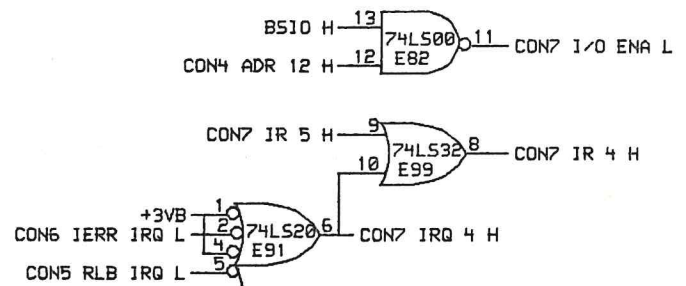 13
BSIO H
74LS00
11
CON7 I/O ENA L
12
E82
CON4 ADR 12 H
9
CON7 IR 5 H
74LS32
8
CON7 IR 4 H
10
E99
1
+3VB
74LS20
6
2
CON6 IERR IRQ L
CON7 IRQ 4 H
E91
4
5
CON5 RLB IRQ L